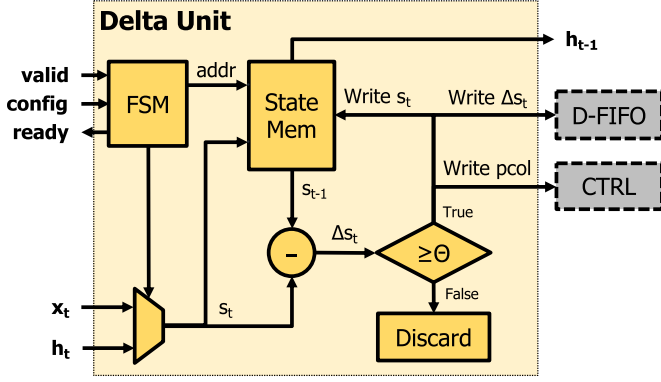 Delta Unit
h_{t-1}
valid
config
ready
FSM
addr
State
Mem
Write s_t
Write Δs_t
D-FIFO
Write pcol
CTRL
s_{t-1}
True
-
Δs_t
≥Θ
False
x_t
h_t
s_t
Discard